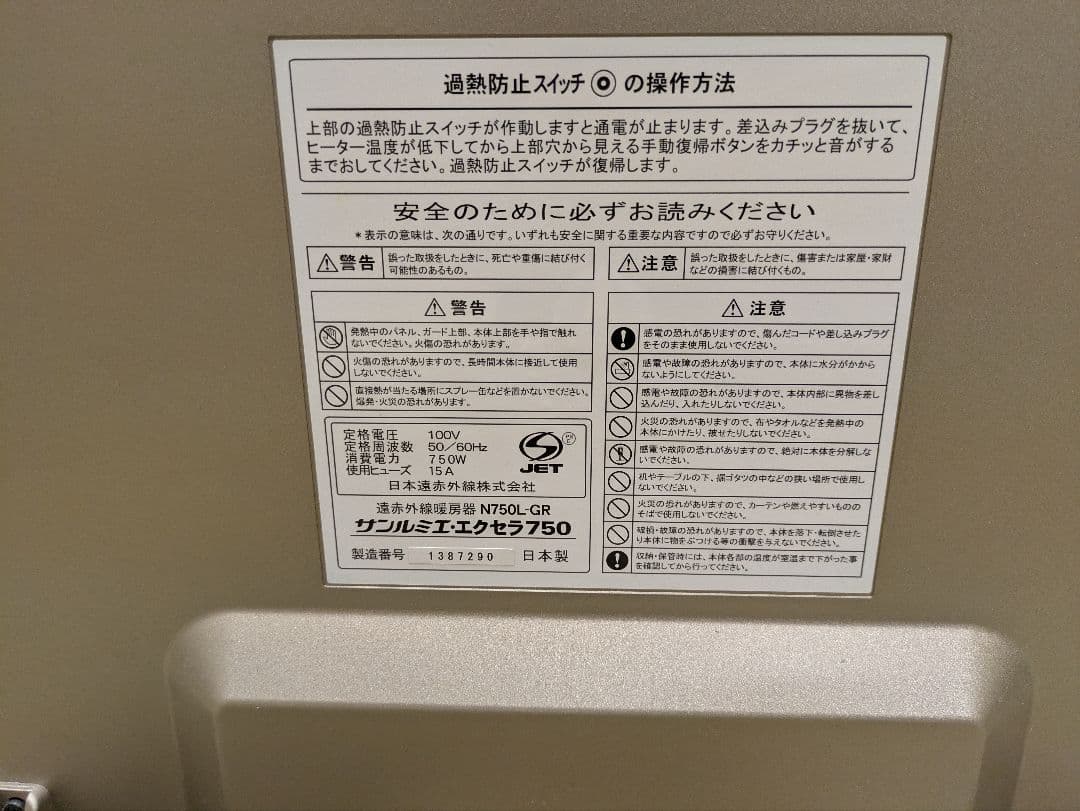 過熱防止スイッチ◎の操作方法
上部の過熱防止スイッチが作動しますと通電が止まります。差込みプラグを抜いて、
ヒーター温度が低下してから上部穴から見える手動復帰ボタンをカチッと音がする
までおしてください。過熱防止スイッチが復帰します。
安全のために必ずお読みください
*表示の意味は、次の通りです。いずれも安全に関する重要な内容ですので必ずお守りください。
警告
誤った取扱をしたときに、死亡や重傷に結び付く
可能性のあるもの。
注意
誤った取扱をしたときに、傷害または家屋・家財
などの損害に結び付くもの。
警告
発熱中のパネル、ガード上部、本体上部を手や指で触れ
ないでください。火傷の恐れがあります。
火傷の恐れがありますので、長時間本体に接近して使用
しないでください。
直接熱が当たる場所にスプレー缶などを置かないでください。
爆発・火災の恐れがあります。
定格電圧 100V
定格周波数 50/60Hz
消費電力 750W
使用ヒューズ 15A
JET
日本遠赤外線株式会社
遠赤外線暖房器 N750L-GR
サンルミエ・エクセラ750
製造番号 1387290 日本製
注意
感電の恐れがありますので、傷んだコードや差し込みプラグ
をそのまま使用しないでください。
感電や故障の恐れがありますので、本体に水分がかから
ないようにしてください。
感電や故障の恐れがありますので、本体内部に異物を差し
込んだり、入れたりしないでください。
火災の恐れがありますので、布やタオルなどを発熱中の
本体にかけたり、被せたりしないでください。
感電や故障の恐れがありますので、絶対に本体を分解しな
いでください。
机やテーブルの下、掘ゴタツの中などの狭い場所で使用し
ないでください。
火災の恐れがありますので、カーテンや燃えやすいものの
そばで使用しないでください。
破損・故障の恐れがありますので、本体を落下・転倒させた
り本体に物をぶつける等の衝撃を与えないでください。
収納・保管時には、本体各部の温度が室温まで下がった事
を確認してから行ってください。